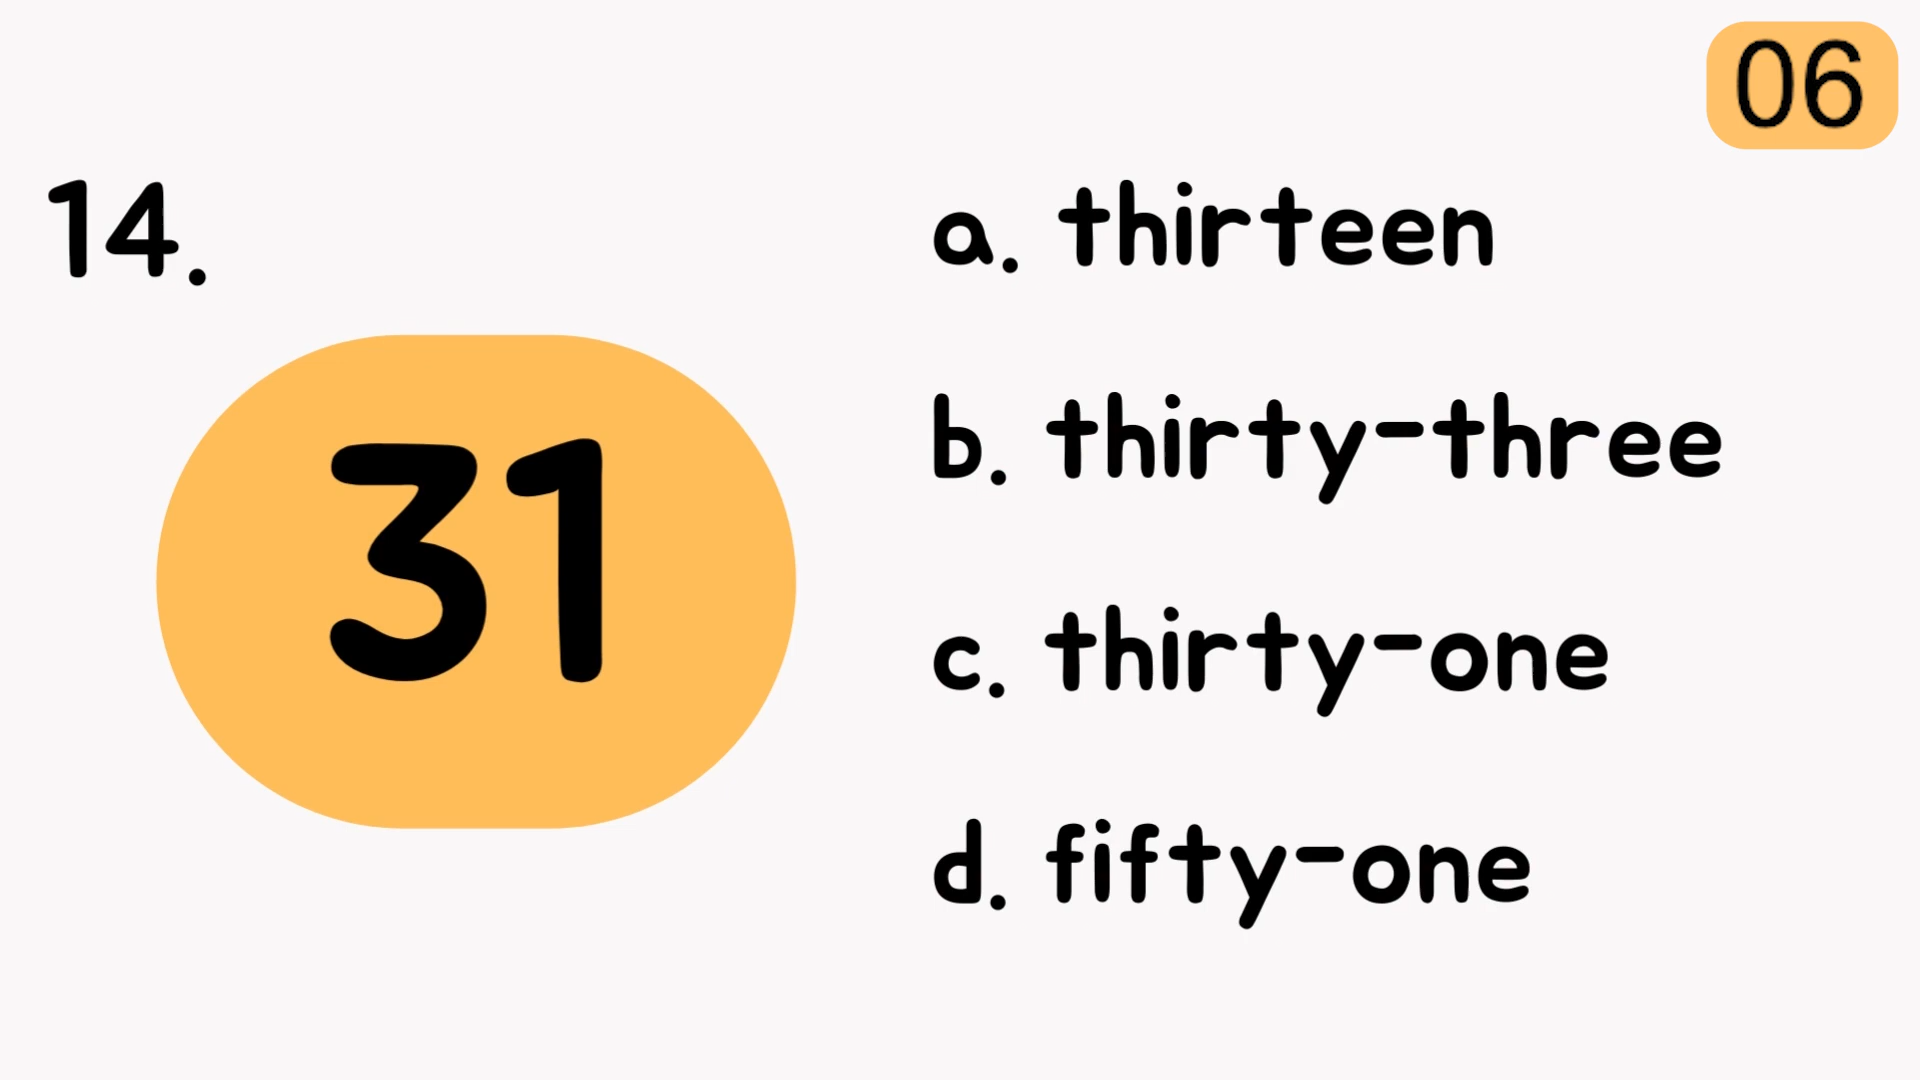 06
14.
31
a. thirteen
b. thirty-three
c. thirty-one
d. fifty-one